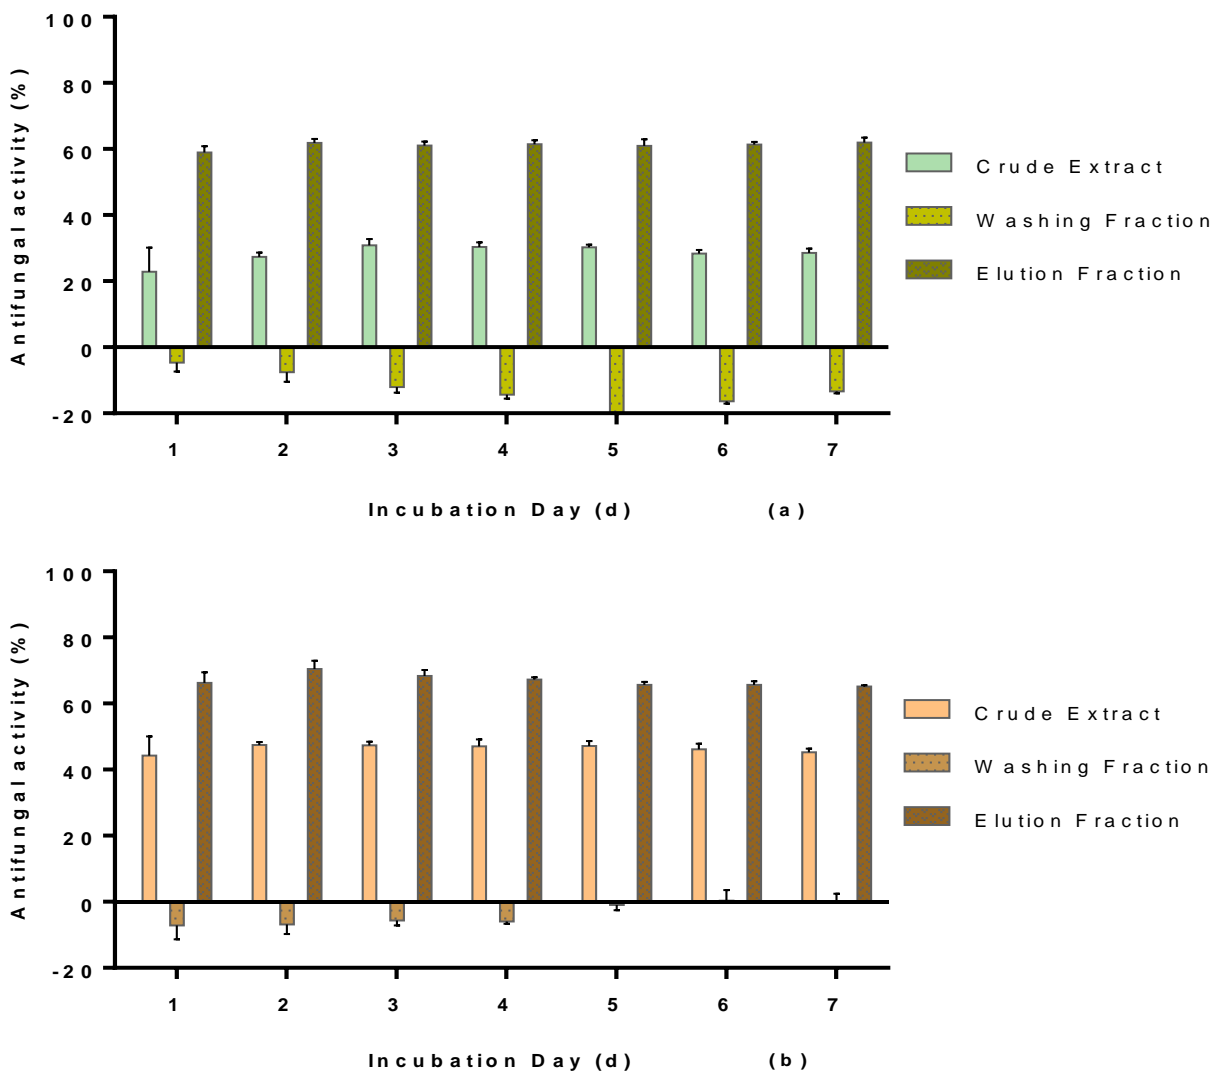 100
80
60
40
20
0
-20
Antifungal activity (%)
1 2 3 4 5 6 7
Incubation Day (d) (a)
Crude Extract
Washing Fraction
Elution Fraction
100
80
60
40
20
0
-20
Antifungal activity (%)
1 2 3 4 5 6 7
Incubation Day (d) (b)
Crude Extract
Washing Fraction
Elution Fraction